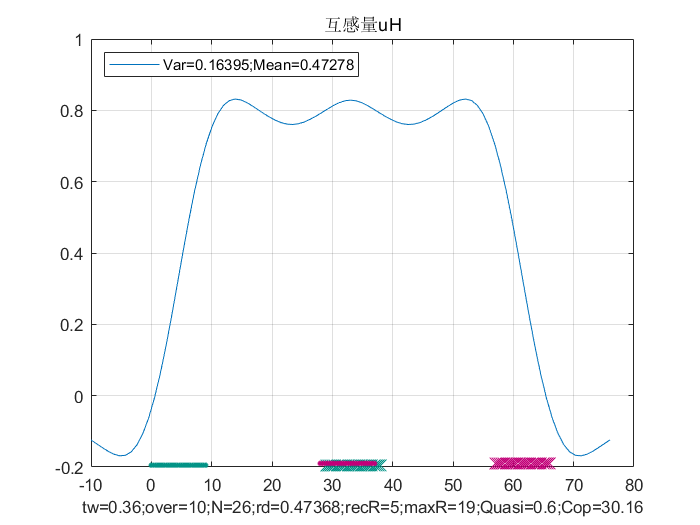 互感量uH
1
Var=0.16395;Mean=0.47278
0.8
0.6
0.4
0.2
0
-0.2
-10 0 10 20 30 40 50 60 70 80
tw=0.36;over=10;N=26;rd=0.47368;recR=5;maxR=19;Quasi=0.6;Cop=30.16